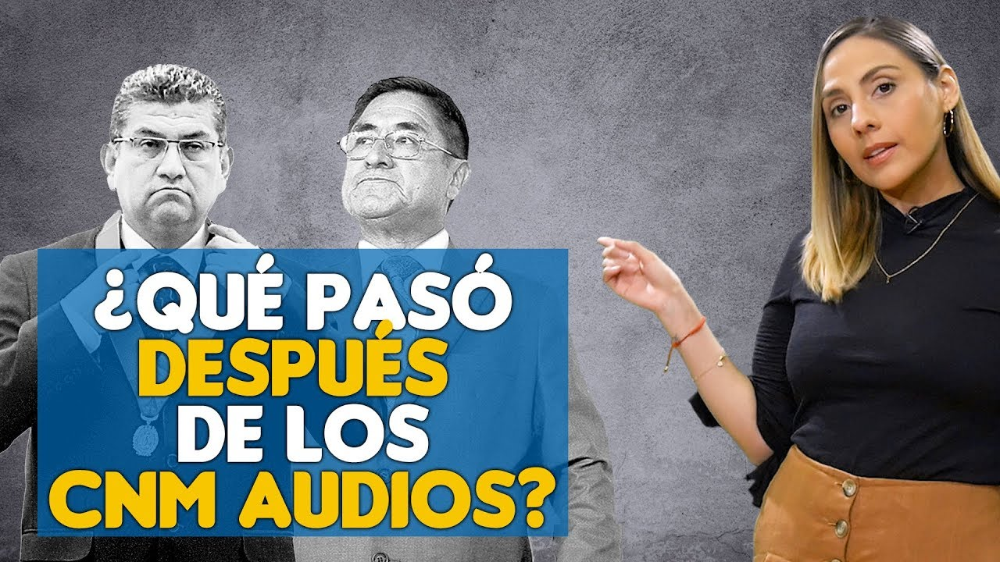 ¿QUÉ PASÓ
DESPUÉS
DE LOS
CNM AUDIOS?